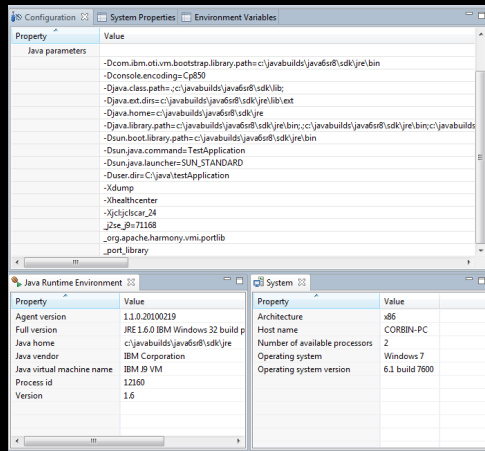 Configuration System Properties Environment Variables
Property Value
Java parameters
-Dcom.ibm.oti.vm.bootstrap.library.path=c:\javabuilds\java6sr8\sdk\jre\bin
-Dconsole.encoding=Cp850
-Djava.class.path=.;c:\javabuilds\java6sr8\sdk\lib;
-Djava.ext.dirs=c:\javabuilds\java6sr8\sdk\jre\lib\ext
-Djava.home=c:\javabuilds\java6sr8\sdk\jre
-Djava.library.path=c:\javabuilds\java6sr8\sdk\jre\bin;.;c:\javabuilds\java6sr8\sdk\jre\bin;c:\javabuilds
-Dsun.boot.library.path=c:\javabuilds\java6sr8\sdk\jre\bin
-Dsun.java.command=TestApplication
-Dsun.java.launcher=SUN_STANDARD
-Duser.dir=C:\java\testApplication
-Xdump
-Xhealthcenter
-Xjcl:jclscar_24
_j2se_j9=71168
_org.apache.harmony.vmi.portlib
_port_library
Java Runtime Environment
Property Value
Agent version 1.1.0.20100219
Full version JRE 1.6.0 IBM Windows 32 build p
Java home c:\javabuilds\java6sr8\sdk\jre
Java vendor IBM Corporation
Java virtual machine name IBM J9 VM
Process id 12160
Version 1.6
System
Property Value
Architecture x86
Host name CORBIN-PC
Number of available processors 2
Operating system Windows 7
Operating system version 6.1 build 7600